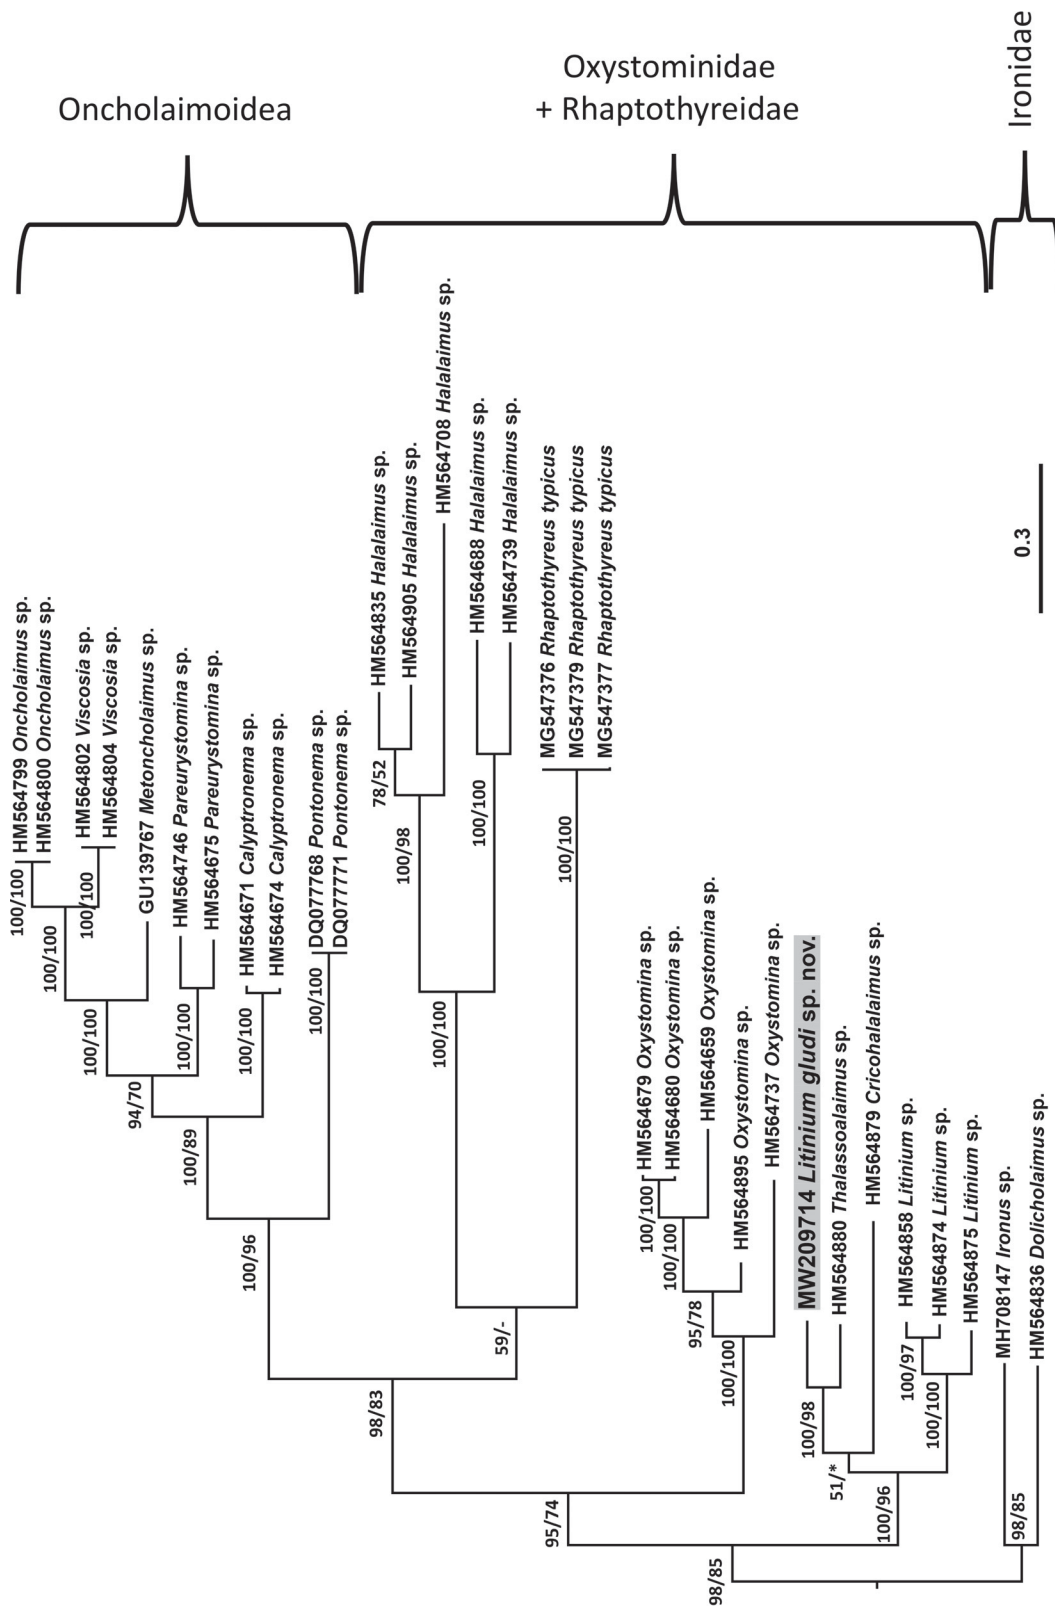 Oncholaimoidea
Oxystominidae
+ Rhaptothyreidae
Ironidae
HM564799 Oncholaimus sp.
HM564800 Oncholaimus sp.
HM564802 Viscosia sp.
HM564804 Viscosia sp.
GU139767 Metoncholaimus sp.
HM564746 Pareurystomina sp.
HM564675 Pareurystomina sp.
HM564671 Calyptronema sp.
HM564674 Calyptronema sp.
DQ077768 Pontonema sp.
DQ077771 Pontonema sp.
HM564835 Halalaimus sp.
HM564905 Halalaimus sp.
HM564708 Halalaimus sp.
HM564688 Halalaimus sp.
HM564739 Halalaimus sp.
MG547376 Rhaptothyreus typicus
MG547379 Rhaptothyreus typicus
MG547377 Rhaptothyreus typicus
HM564679 Oxystomina sp.
HM564680 Oxystomina sp.
HM564659 Oxystomina sp.
HM564895 Oxystomina sp.
HM564737 Oxystomina sp.
MW209714 Litinium gludi sp. nov.
HM564880 Thalassoalaimus sp.
HM564879 Cricohalalaimus sp.
HM564858 Litinium sp.
HM564874 Litinium sp.
HM564875 Litinium sp.
MH708147 Ironus sp.
HM564836 Dolicholaimus sp.
100/100
100/100
100/100
100/100
100/100
94/70
100/100
100/89
100/100
100/96
78/52
100/98
100/100
100/100
100/100
59/-
98/83
100/100
100/100
95/78
100/100
95/74
100/98
51/*
100/97
100/100
100/96
98/85
98/85
0.3